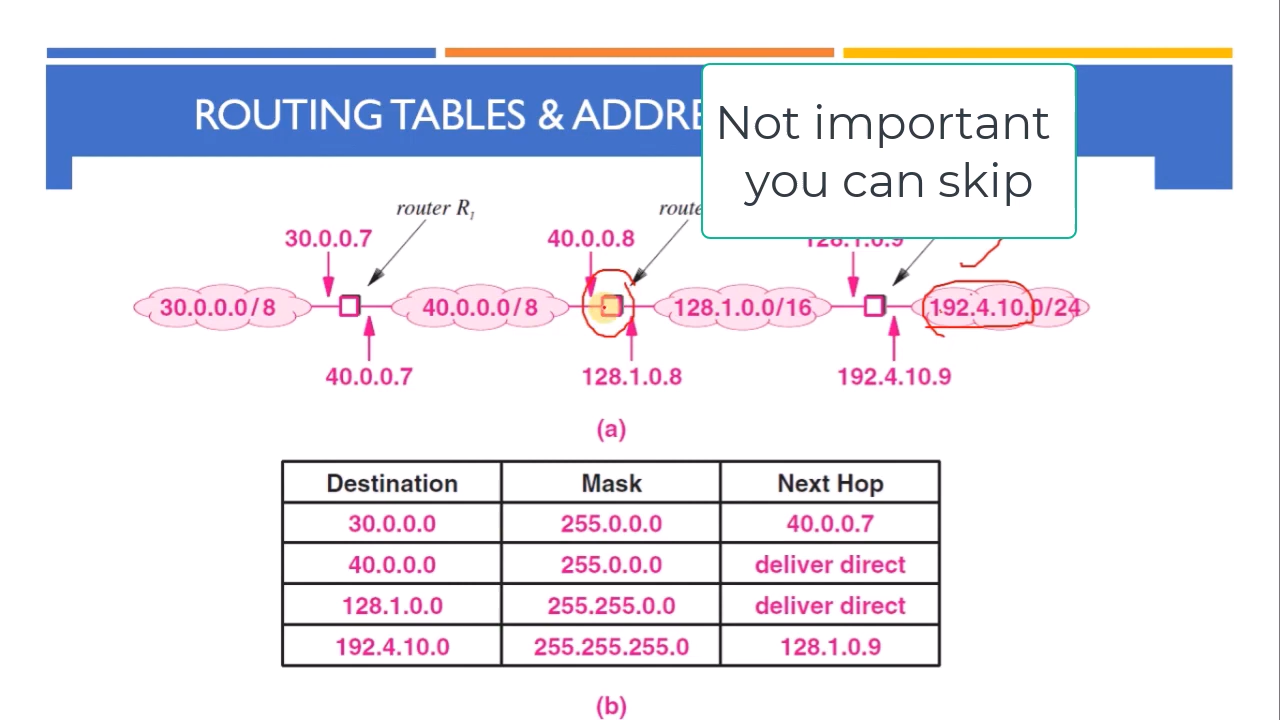 ROUTING TABLES & ADDRE
Not important
you can skip
router R1
30.0.0.7
40.0.0.8
128.1.0.9
30.0.0.0/8
40.0.0.0/8
128.1.0.0/16
192.4.10.0/24
40.0.0.7
128.1.0.8
192.4.10.9
(a)
Destination Mask Next Hop
30.0.0.0 255.0.0.0 40.0.0.7
40.0.0.0 255.0.0.0 deliver direct
128.1.0.0 255.255.0.0 deliver direct
192.4.10.0 255.255.255.0 128.1.0.9
(b)